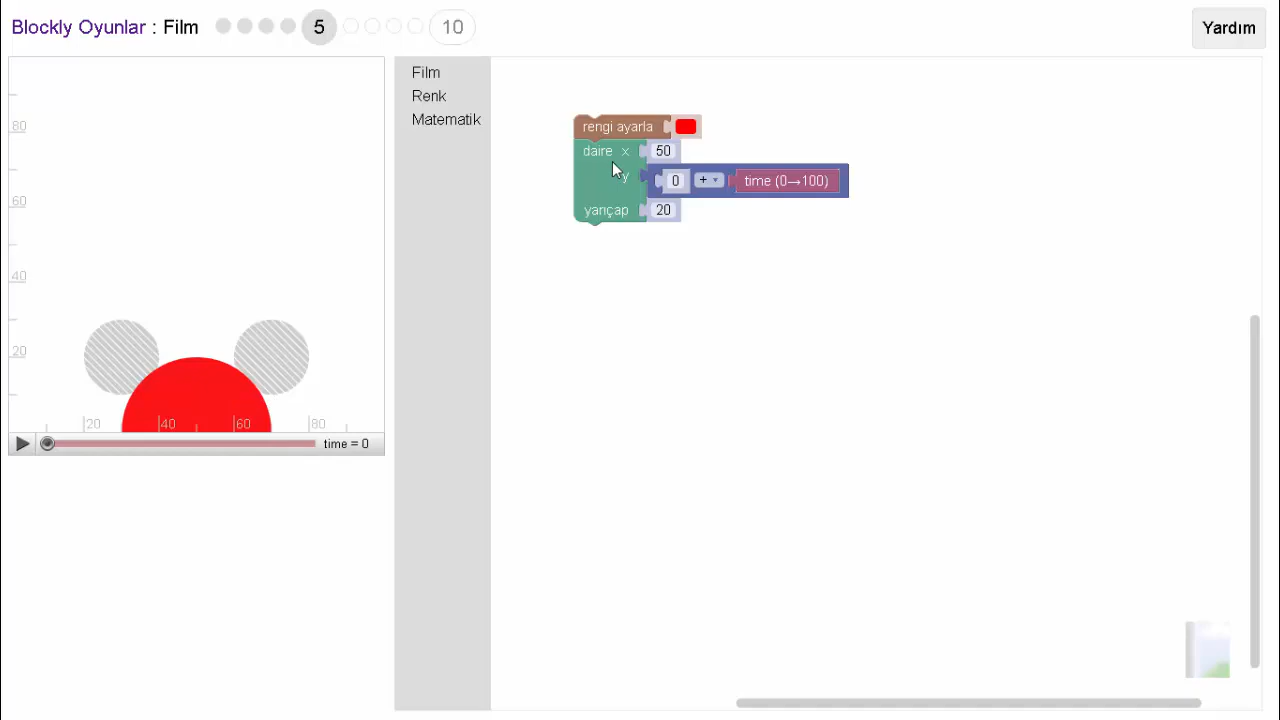 Blockly Oyunlar : Film 5 10 Yardım
Film
Renk
Matematik
rengi ayarla
daire x 50
y 0 + time (0→100)
yarıçap 20
80
60
40
20
20 40 60 80
time = 0